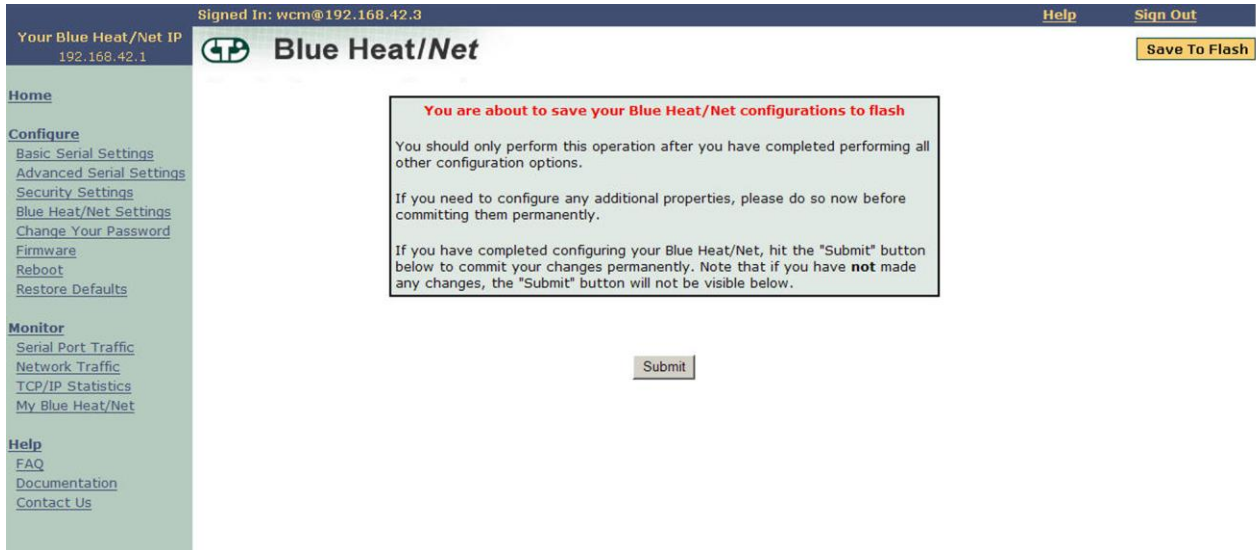 Signed In: wcm@192.168.42.3 Help Sign Out
Your Blue Heat/Net IP
192.168.42.1
Blue Heat/Net
Save To Flash
Home
Configure
Basic Serial Settings
Advanced Serial Settings
Security Settings
Blue Heat/Net Settings
Change Your Password
Firmware
Reboot
Restore Defaults
Monitor
Serial Port Traffic
Network Traffic
TCP/IP Statistics
My Blue Heat/Net
Help
FAQ
Documentation
Contact Us
You are about to save your Blue Heat/Net configurations to flash
You should only perform this operation after you have completed performing all
other configuration options.
If you need to configure any additional properties, please do so now before
committing them permanently.
If you have completed configuring your Blue Heat/Net, hit the "Submit" button
below to commit your changes permanently. Note that if you have not made
any changes, the "Submit" button will not be visible below.
Submit